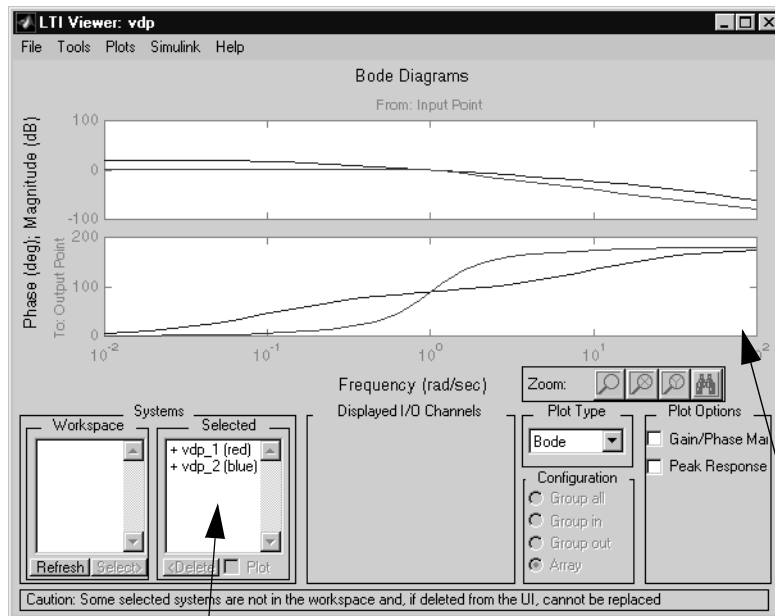 LTI Viewer: vdp
File Tools Plots Simulink Help
Bode Diagrams
From: Input Point
Phase (deg); Magnitude (dB)
To: Output Point
100
0
-100
200
100
0
10-2 10-1 100 101 102
Frequency (rad/sec)
Zoom:
Systems
Workspace
Refresh Select>
Selected
+ vdp_1 (red)
+ vdp_2 (blue)
<Delete Plot
Displayed I/O Channels
Plot Type
Bode
Configuration
Group all
Group in
Group out
Array
Plot Options
Gain/Phase Mar
Peak Response
Caution: Some selected systems are not in the workspace and, if deleted from the UI, cannot be replaced